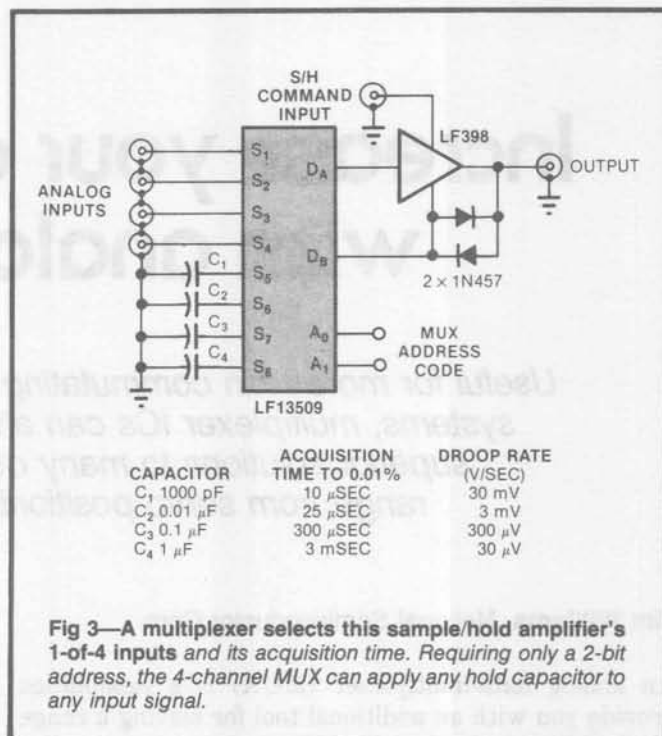 S/H
COMMAND
INPUT
LF398
S₁
D_A
OUTPUT
ANALOG
INPUTS
S₂
S₃
S₄
D_B
C₁
S₅
2 × 1N457
C₂
S₆
C₃
S₇
A₀
MUX
ADDRESS
CODE
C₄
S₈
A₁
LF13509
CAPACITOR ACQUISITION TIME TO 0.01% DROOP RATE (V/SEC)
C₁ 1000 pF 10 μSEC 30 mV
C₂ 0.01 μF 25 μSEC 3 mV
C₃ 0.1 μF 300 μSEC 300 μV
C₄ 1 μF 3 mSEC 30 μV
Fig 3—A multiplexer selects this sample/hold amplifier's
1-of-4 inputs and its acquisition time. Requiring only a 2-bit
address, the 4-channel MUX can apply any hold capacitor to
any input signal.